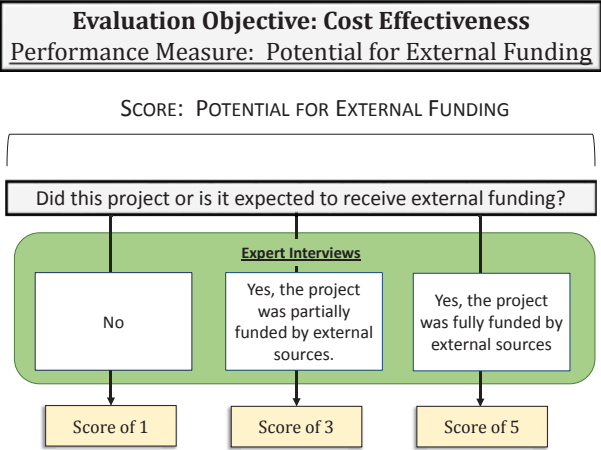 Evaluation Objective: Cost Effectiveness
Performance Measure:  Potential for External Funding
SCORE:  POTENTIAL FOR EXTERNAL FUNDING
Did this project or is it expected to receive external funding?
Expert Interviews
No
Yes, the project
was partially
funded by external
sources.
Yes, the project
was fully funded by
external sources
Score of 1
Score of 3
Score of 5